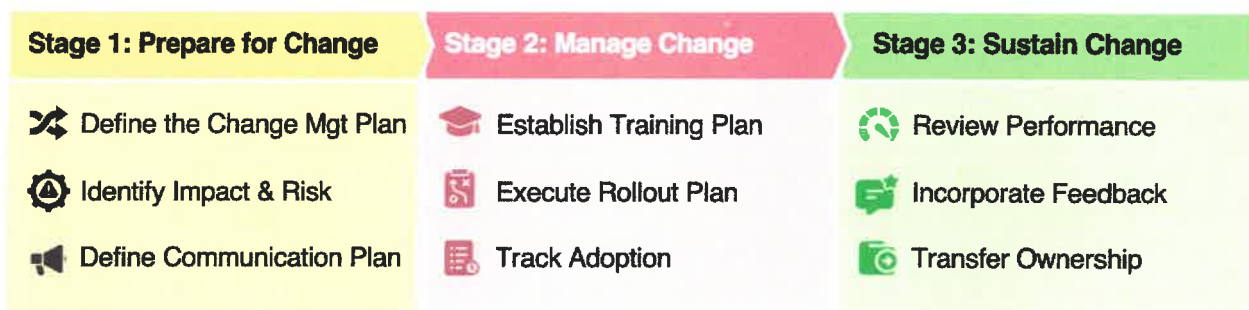 Stage 1: Prepare for Change
Define the Change Mgt Plan
Identify Impact & Risk
Define Communication Plan
Stage 2: Manage Change
Establish Training Plan
Execute Rollout Plan
Track Adoption
Stage 3: Sustain Change
Review Performance
Incorporate Feedback
Transfer Ownership